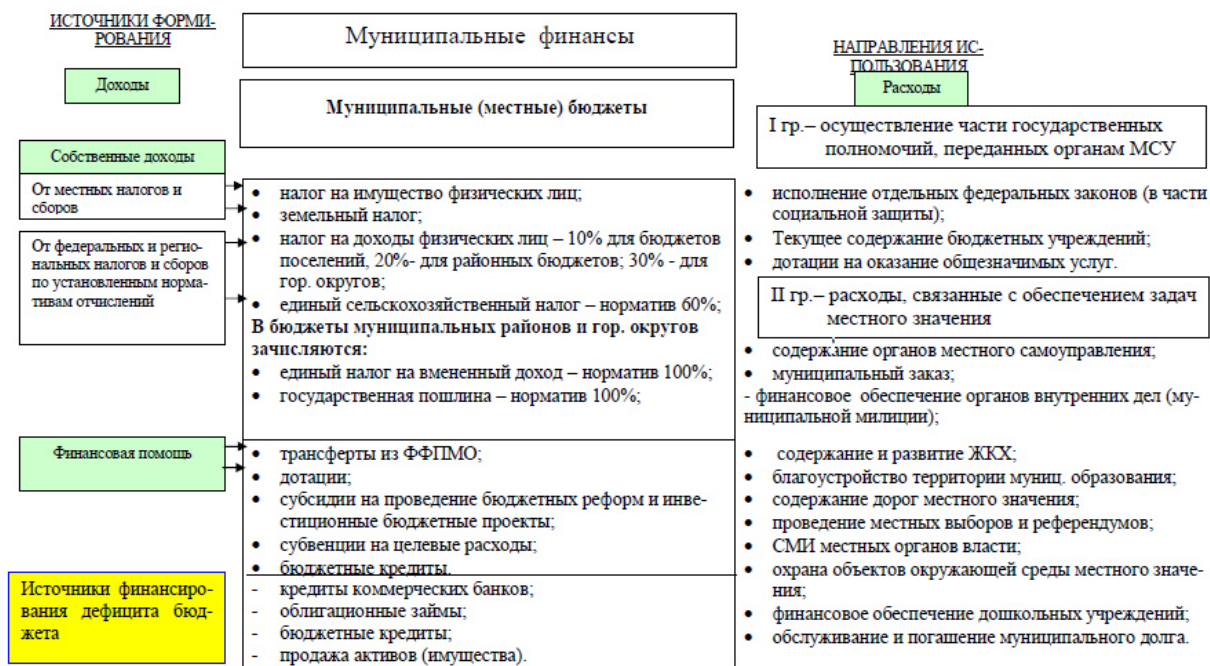 ИСТОЧНИКИ ФОРМИ-
РОВАНИЯ
Доходы
Собственные доходы
От местных налогов и
сборов
От федеральных и регио-
нальных налогов и сборов
по установленным норма-
тивам отчислений
Финансовая помощь
Источники финансиро-
вания дефицита бюд-
жета
Муниципальные финансы
Муниципальные (местные) бюджеты
• налог на имущество физических лиц;
• земельный налог;
• налог на доходы физических лиц – 10% для бюджетов
поселений, 20%- для районных бюджетов; 30% - для
гор. округов;
• единый сельскохозяйственный налог – норматив 60%;
В бюджеты муниципальных районов и гор. округов
зачисляются:
• единый налог на вмененный доход – норматив 100%;
• государственная пошлина – норматив 100%;
• трансферты из ФФПМО;
• дотации;
• субсидии на проведение бюджетных реформ и инве-
стиционные бюджетные проекты;
• субвенции на целевые расходы;
• бюджетные кредиты.
- кредиты коммерческих банков;
- облигационные займы;
- бюджетные кредиты;
- продажа активов (имущества).
НАПРАВЛЕНИЯ ИС-
ПОЛЬЗОВАНИЯ
Расходы
I гр.– осуществление части государственных
полномочий, переданных органам МСУ
• исполнение отдельных федеральных законов (в части
социальной защиты);
• Текущее содержание бюджетных учреждений;
• дотации на оказание общезначимых услуг.
II гр.– расходы, связанные с обеспечением задач
местного значения
• содержание органов местного самоуправления;
• муниципальный заказ;
- финансовое обеспечение органов внутренних дел (му-
ниципальной милиции);
• содержание и развитие ЖКХ;
• благоустройство территории муниц. образования;
• содержание дорог местного значения;
• проведение местных выборов и референдумов;
• СМИ местных органов власти;
• охрана объектов окружающей среды местного значе-
ния;
• финансовое обеспечение дошкольных учреждений;
• обслуживание и погашение муниципального долга.